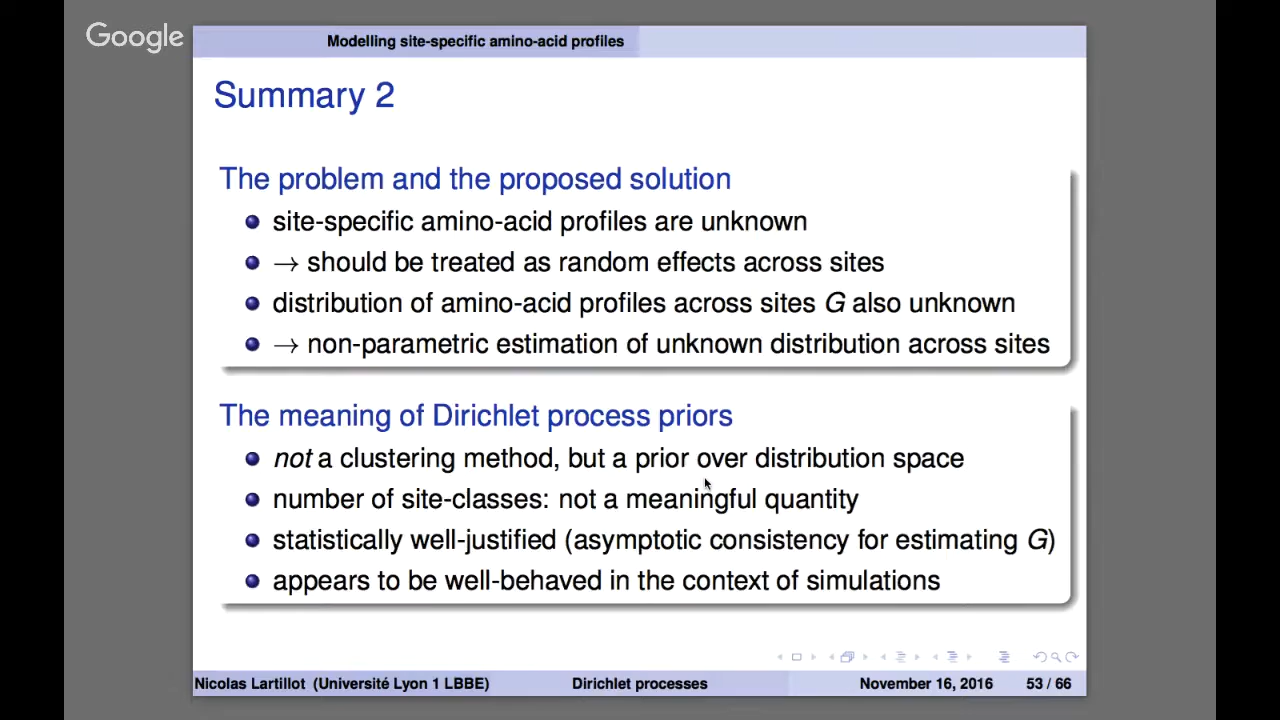 Google
Modelling site-specific amino-acid profiles
Summary 2
The problem and the proposed solution
site-specific amino-acid profiles are unknown
→ should be treated as random effects across sites
distribution of amino-acid profiles across sites G also unknown
→ non-parametric estimation of unknown distribution across sites
The meaning of Dirichlet process priors
not a clustering method, but a prior over distribution space
number of site-classes: not a meaningful quantity
statistically well-justified (asymptotic consistency for estimating G)
appears to be well-behaved in the context of simulations
Nicolas Lartillot (Université Lyon 1 LBBE) Dirichlet processes November 16, 2016 53 / 66